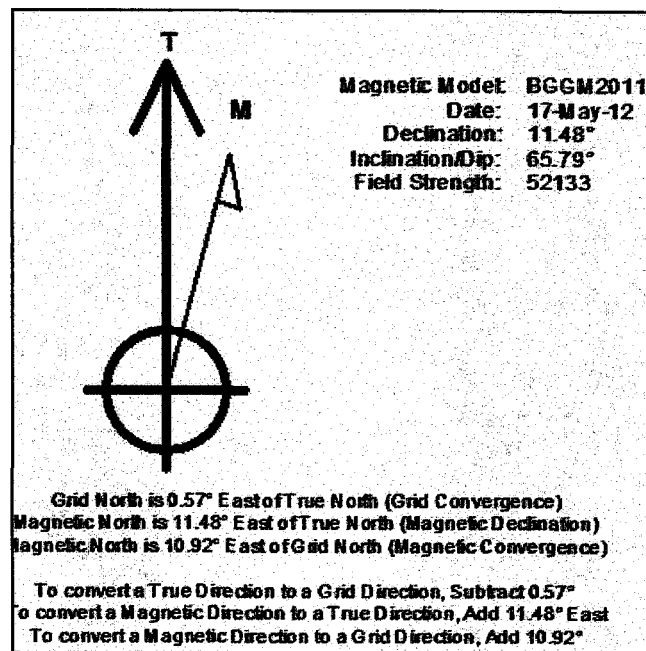 T
M
Magnetic Model: BGGM2011
Date: 17-May-12
Declination: 11.48°
Inclination/Dip: 65.79°
Field Strength: 52133
Grid North is 0.57° East of True North (Grid Convergence)
Magnetic North is 11.48° East of True North (Magnetic Declination)
Magnetic North is 10.92° East of Grid North (Magnetic Convergence)
To convert a True Direction to a Grid Direction, Subtract 0.57°
To convert a Magnetic Direction to a True Direction, Add 11.48° East
To convert a Magnetic Direction to a Grid Direction, Add 10.92°